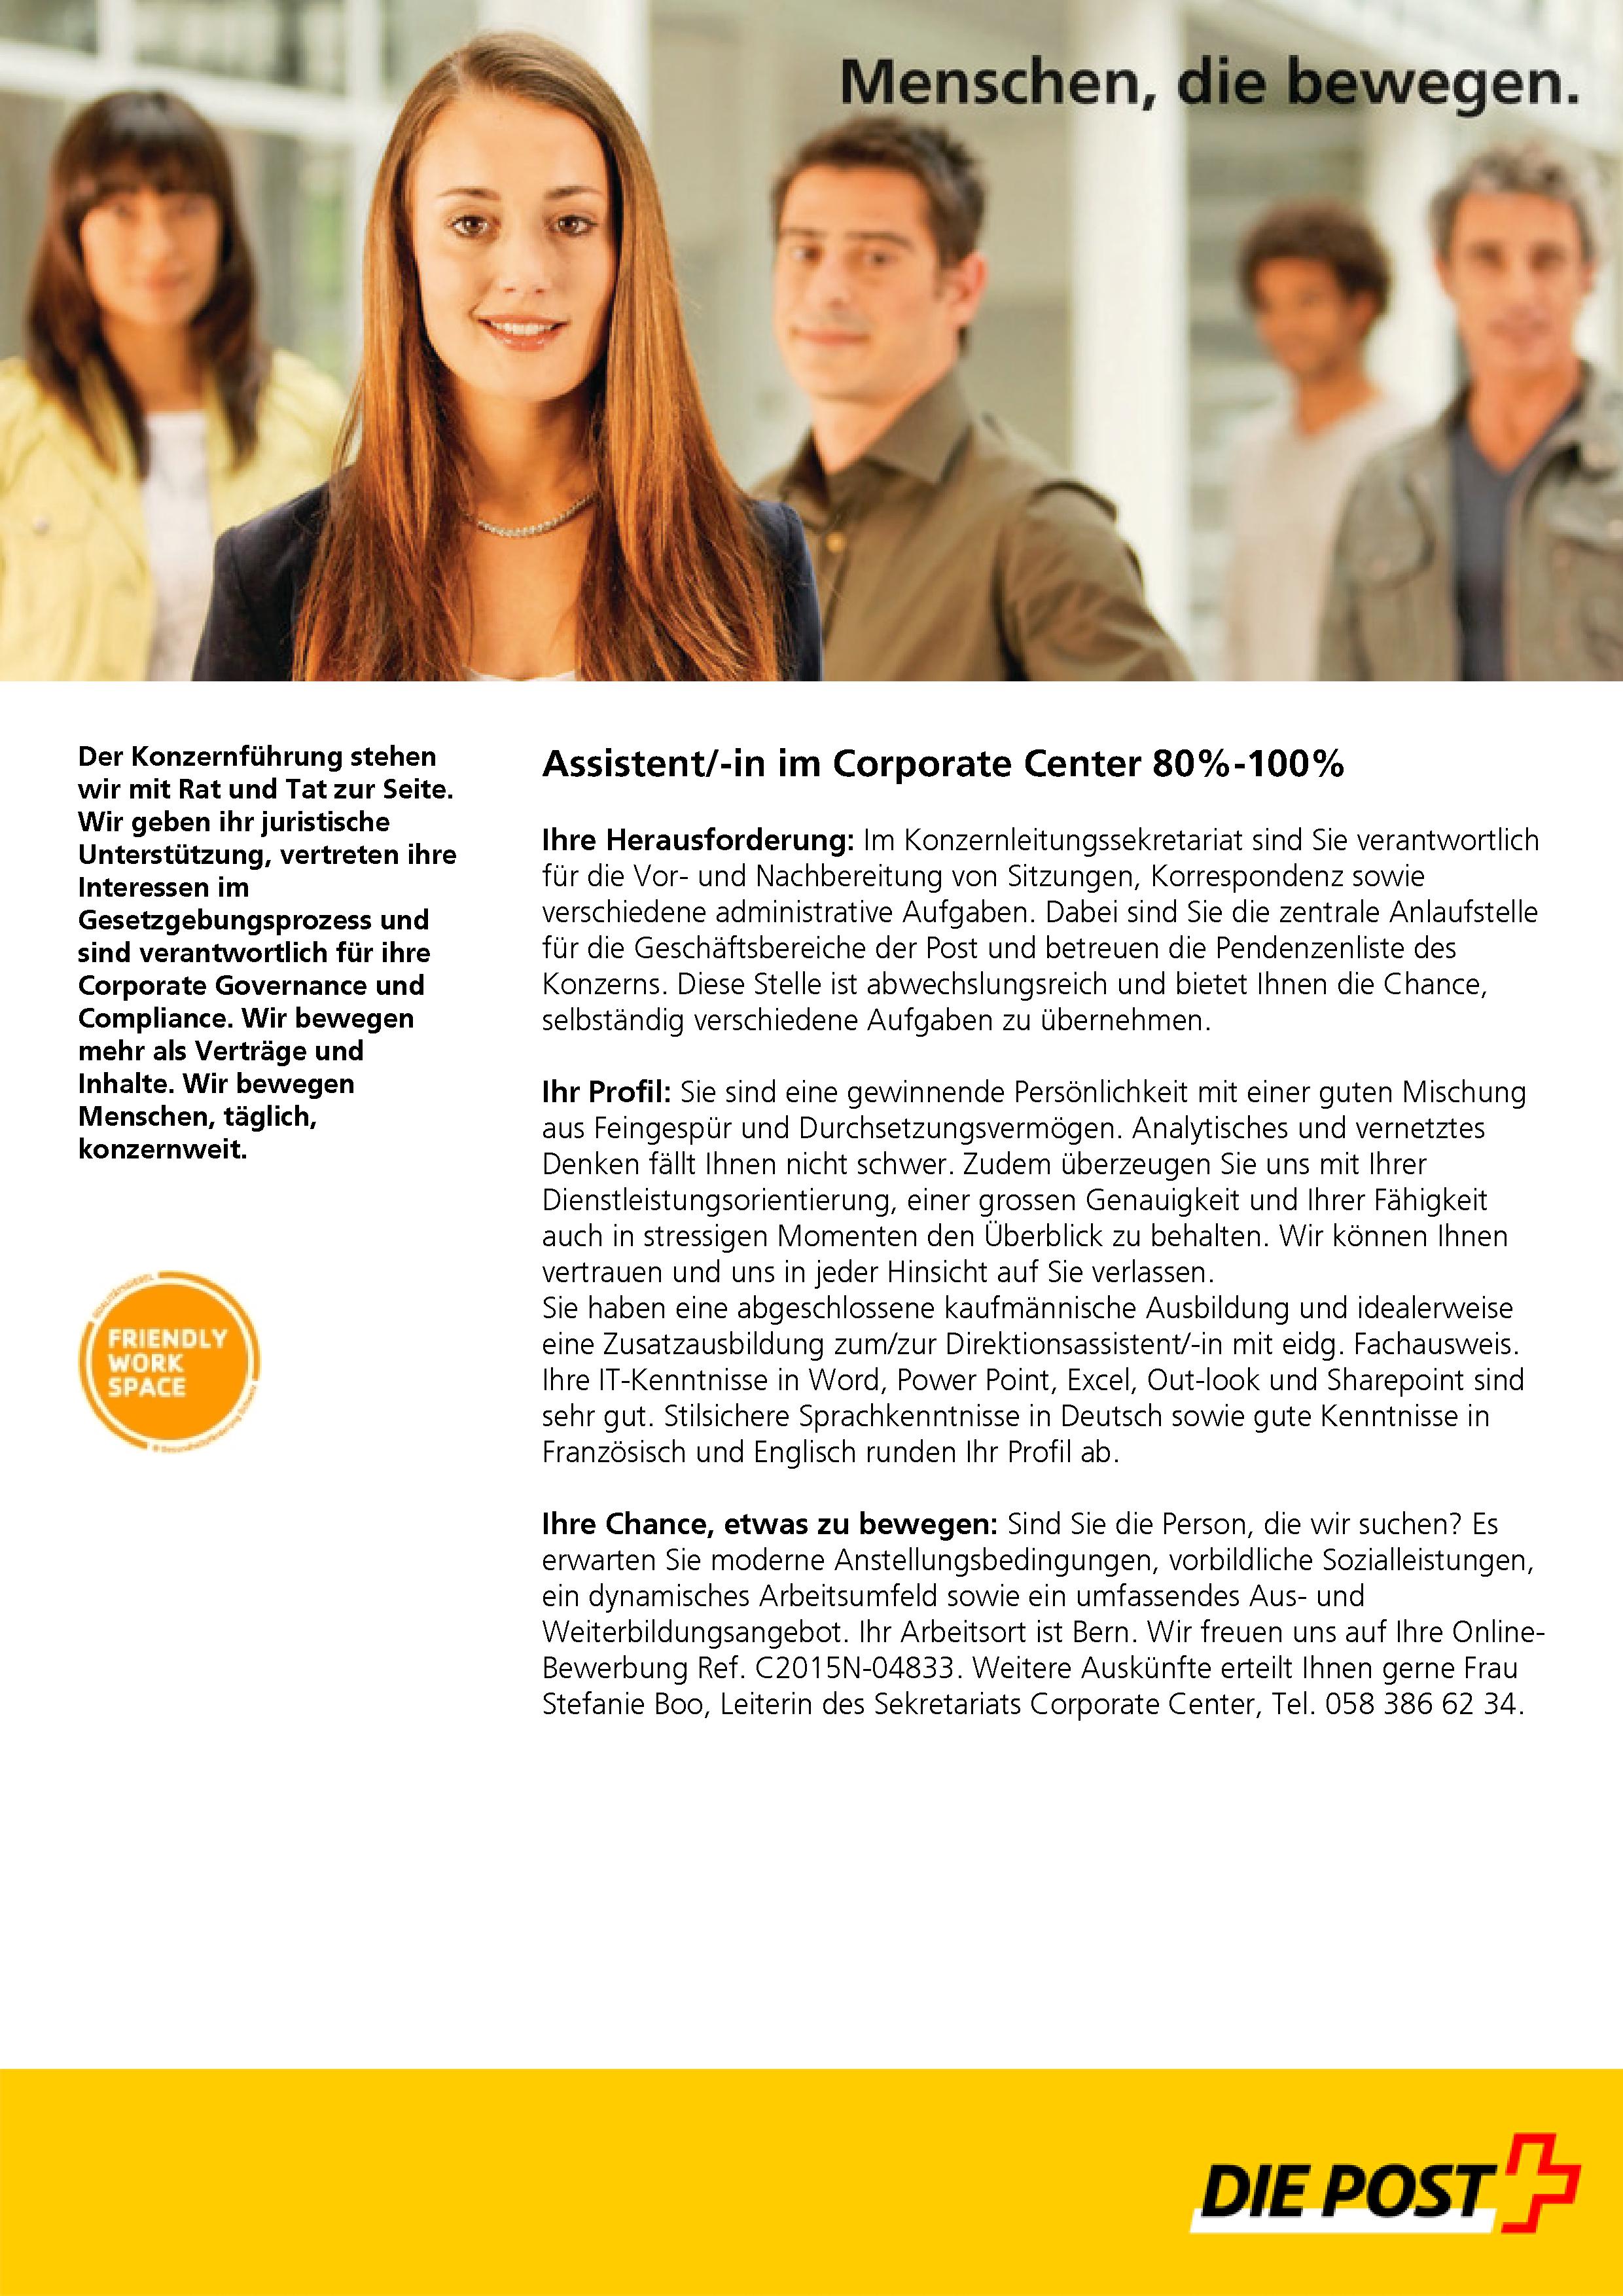 Menschen, die bewegen.
Der Konzernführung stehen
wir mit Rat und Tat zur Seite.
Wir geben ihr juristische
Unterstützung, vertreten ihre
Interessen im
Gesetzgebungsprozess und
sind verantwortlich für ihre
Corporate Governance und
Compliance. Wir bewegen
mehr als Verträge und
Inhalte. Wir bewegen
Menschen, täglich,
konzernweit.
FRIENDLY
WORK
SPACE
Assistent/-in im Corporate Center 80%-100%
Ihre Herausforderung: Im Konzernleitungssekretariat sind Sie verantwortlich
für die Vor- und Nachbereitung von Sitzungen, Korrespondenz sowie
verschiedene administrative Aufgaben. Dabei sind Sie die zentrale Anlaufstelle
für die Geschäftsbereiche der Post und betreuen die Pendenzenliste des
Konzerns. Diese Stelle ist abwechslungsreich und bietet Ihnen die Chance,
selbständig verschiedene Aufgaben zu übernehmen.
Ihr Profil: Sie sind eine gewinnende Persönlichkeit mit einer guten Mischung
aus Feingespür und Durchsetzungsvermögen. Analytisches und vernetztes
Denken fällt Ihnen nicht schwer. Zudem überzeugen Sie uns mit Ihrer
Dienstleistungsorientierung, einer grossen Genauigkeit und Ihrer Fähigkeit
auch in stressigen Momenten den Überblick zu behalten. Wir können Ihnen
vertrauen und uns in jeder Hinsicht auf Sie verlassen.
Sie haben eine abgeschlossene kaufmännische Ausbildung und idealerweise
eine Zusatzausbildung zum/zur Direktionsassistent/-in mit eidg. Fachausweis.
Ihre IT-Kenntnisse in Word, Power Point, Excel, Out-look und Sharepoint sind
sehr gut. Stilsichere Sprachkenntnisse in Deutsch sowie gute Kenntnisse in
Französisch und Englisch runden Ihr Profil ab.
Ihre Chance, etwas zu bewegen: Sind Sie die Person, die wir suchen? Es
erwarten Sie moderne Anstellungsbedingungen, vorbildliche Sozialleistungen,
ein dynamisches Arbeitsumfeld sowie ein umfassendes Aus- und
Weiterbildungsangebot. Ihr Arbeitsort ist Bern. Wir freuen uns auf Ihre Online-
Bewerbung Ref. C2015N-04833. Weitere Auskünfte erteilt Ihnen gerne Frau
Stefanie Boo, Leiterin des Sekretariats Corporate Center, Tel. 058 386 62 34.
DIE POST